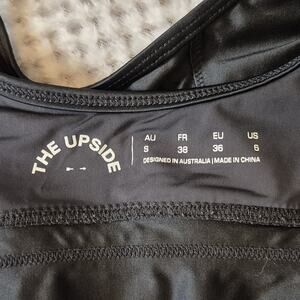 THE UPSIDE
AU FR EU US
S 38 36 6
DESIGNED IN AUSTRALIA | MADE IN CHINA